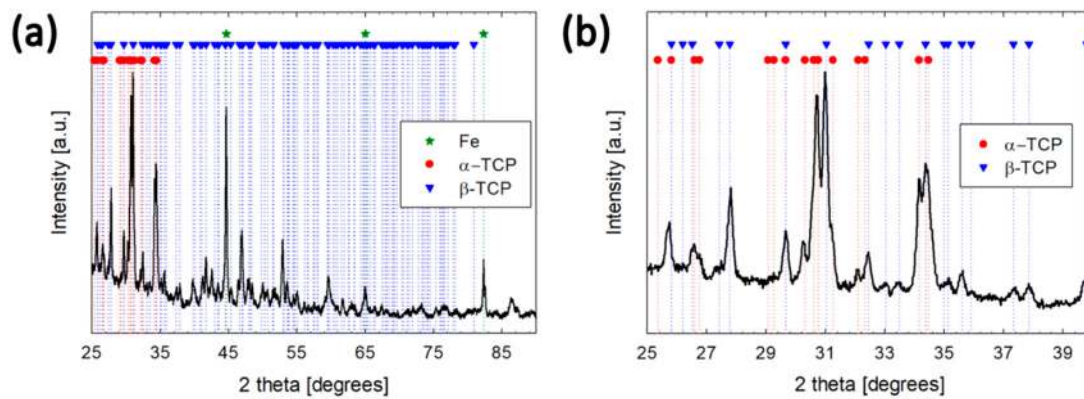 (a)
Intensity [a.u.]
Fe
α-TCP
β-TCP
25 35 45 55 65 75 85
2 theta [degrees]
(b)
Intensity [a.u.]
α-TCP
β-TCP
25 27 29 31 33 35 37 39
2 theta [degrees]